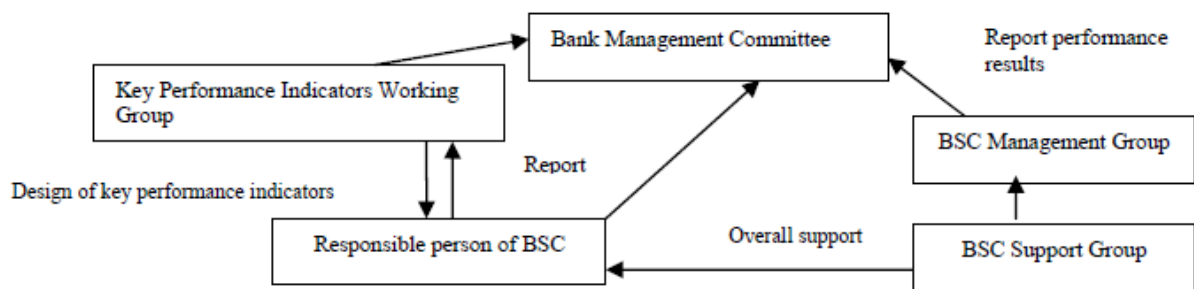 Bank Management Committee
Report performance
results
Key Performance Indicators Working
Group
BSC Management Group
Report
Design of key performance indicators
Responsible person of BSC
Overall support
BSC Support Group